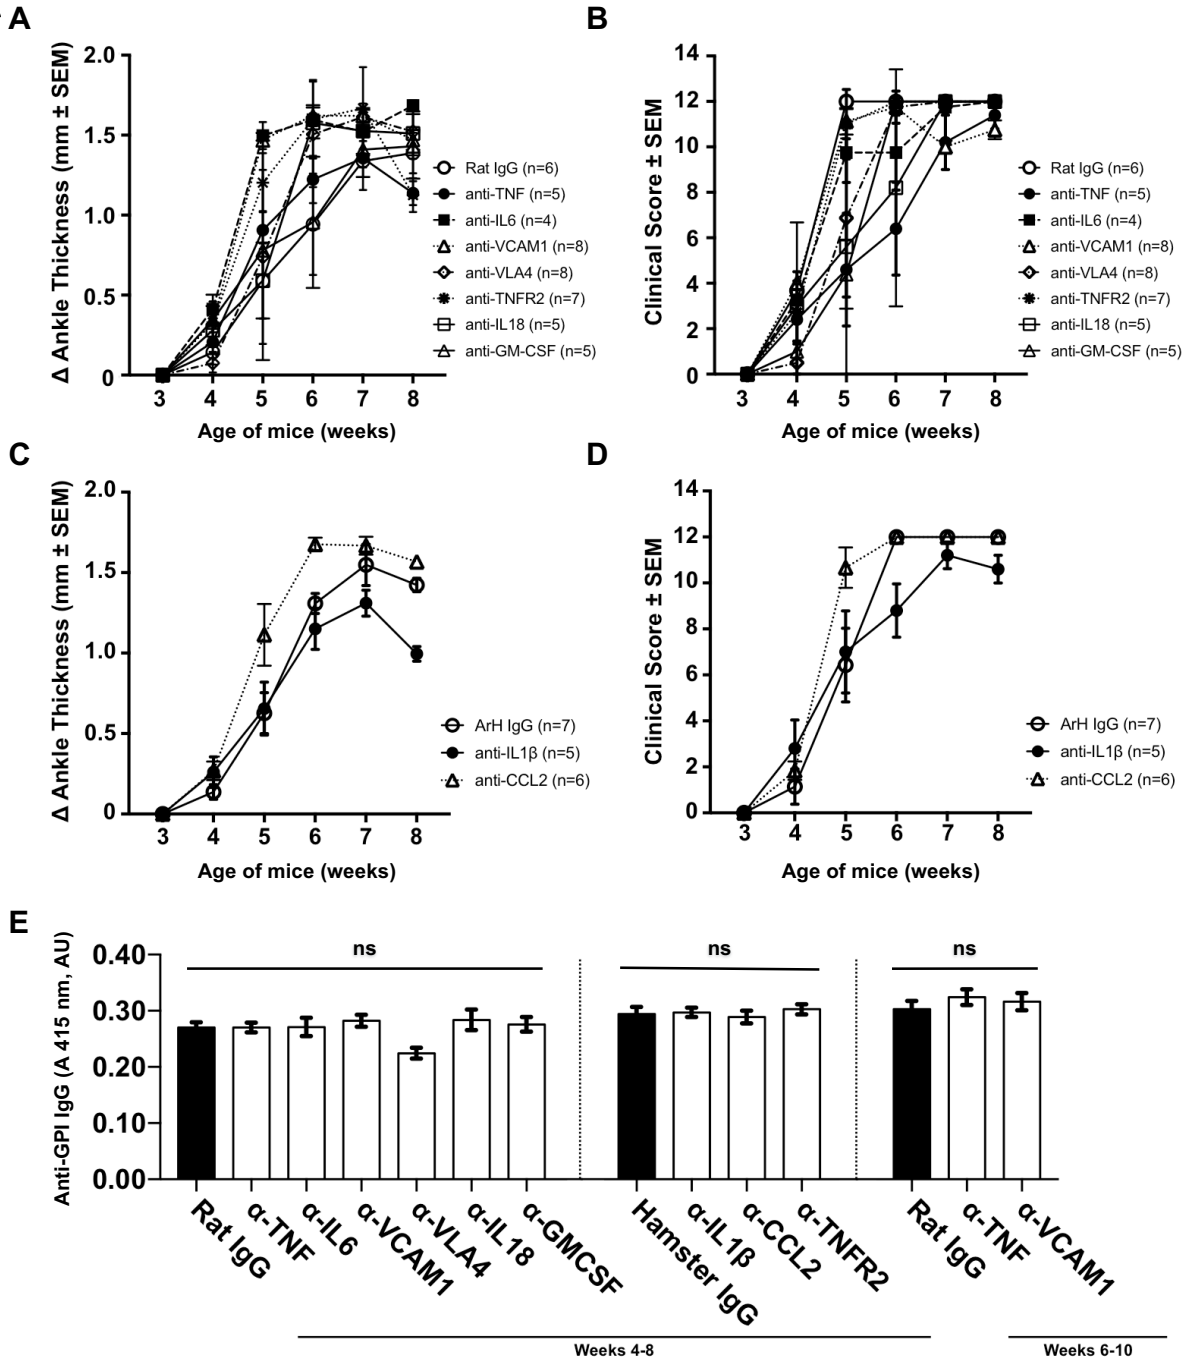 A
Δ Ankle Thickness (mm ± SEM)
2.0
1.5
1.0
0.5
0
3 4 5 6 7 8
Age of mice (weeks)
Rat IgG (n=6)
anti-TNF (n=5)
anti-IL6 (n=4)
anti-VCAM1 (n=8)
anti-VLA4 (n=8)
anti-TNFR2 (n=7)
anti-IL18 (n=5)
anti-GM-CSF (n=5)
B
Clinical Score ± SEM
14
12
10
8
6
4
2
0
3 4 5 6 7 8
Age of mice (weeks)
Rat IgG (n=6)
anti-TNF (n=5)
anti-IL6 (n=4)
anti-VCAM1 (n=8)
anti-VLA4 (n=8)
anti-TNFR2 (n=7)
anti-IL18 (n=5)
anti-GM-CSF (n=5)
C
Δ Ankle Thickness (mm ± SEM)
2.0
1.5
1.0
0.5
0
3 4 5 6 7 8
Age of mice (weeks)
ArH IgG (n=7)
anti-IL1β (n=5)
anti-CCL2 (n=6)
D
Clinical Score ± SEM
14
12
10
8
6
4
2
0
3 4 5 6 7 8
Age of mice (weeks)
ArH IgG (n=7)
anti-IL1β (n=5)
anti-CCL2 (n=6)
E
Anti-GPI IgG (A 415 nm, AU)
0.40
0.30
0.20
0.10
0.00
ns
ns
ns
Rat IgG
α-TNF
α-IL6
α-VCAM1
α-VLA4
α-IL18
α-GMCSF
Hamster IgG
α-IL1β
α-CCL2
α-TNFR2
Rat IgG
α-TNF
α-VCAM1
Weeks 4-8
Weeks 6-10